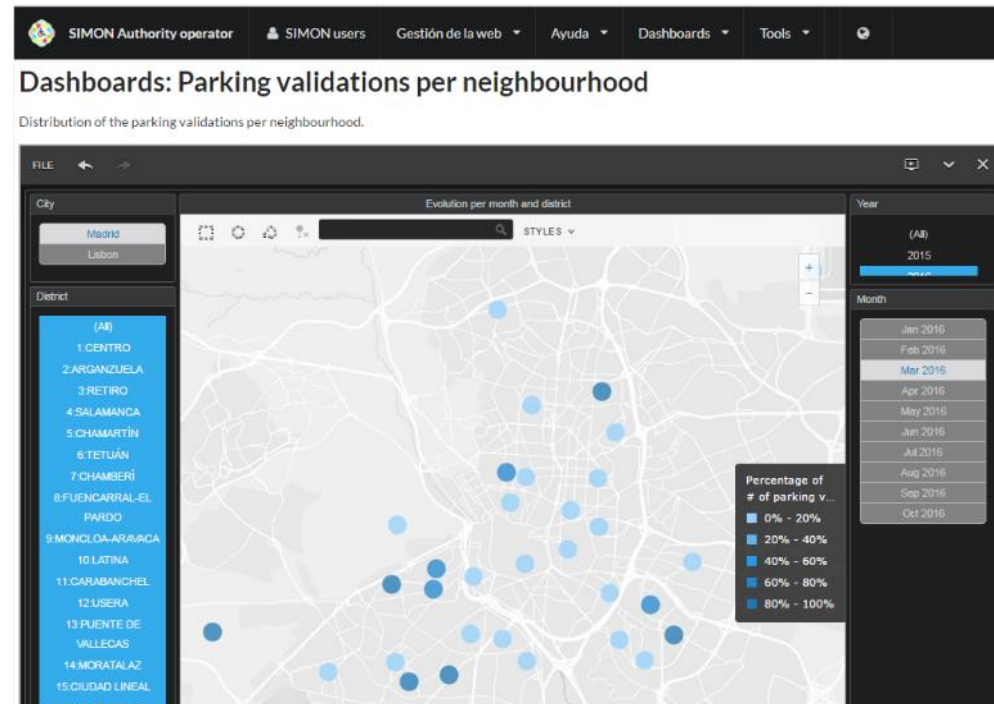 SIMON Authority operator SIMON users Gestión de la web Ayuda Dashboards Tools
Dashboards: Parking validations per neighbourhood
Distribution of the parking validations per neighbourhood.
FILE
City
Madrid
Lisbon
District
(All)
1:CENTRO
2:ARGANZUELA
3:RETIRO
4:SALAMANCA
5:CHAMARTÍN
6:TETUÁN
7:CHAMBERÍ
8:FUENCARRAL-EL
PARDO
9:MONCLOA-ARAVACA
10:LATINA
11:CARABANCHEL
12:USERA
13:PUENTE DE
VALLECAS
14:MORATALAZ
15:CIUDAD LINEAL
Evolution per month and district
STYLES
+
-
Percentage of
# of parking v...
0% - 20%
20% - 40%
40% - 60%
60% - 80%
80% - 100%
Year
(All)
2015
Month
Jan 2016
Feb 2016
Mar 2016
Apr 2016
May 2016
Jun 2016
Jul 2016
Aug 2016
Sep 2016
Oct 2016